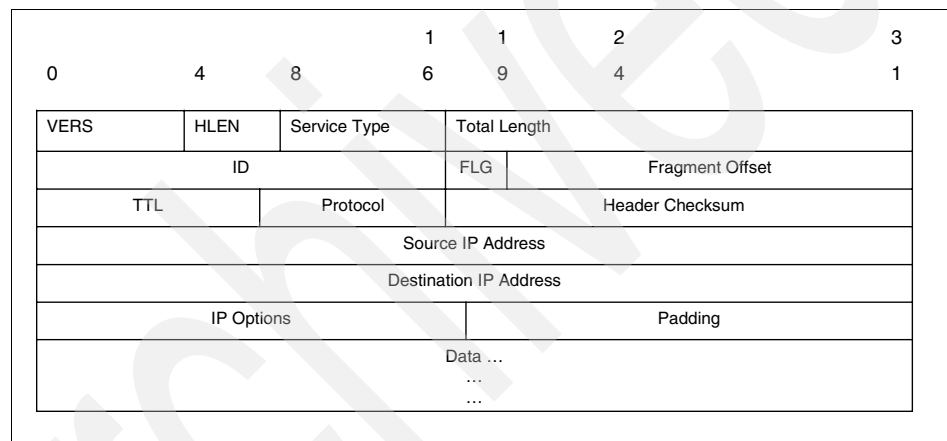 1 1 2 3
0 4 8 6 9 4 1
VERS HLEN Service Type Total Length
ID FLG Fragment Offset
TTL Protocol Header Checksum
Source IP Address
Destination IP Address
IP Options Padding
Data ...
...
...